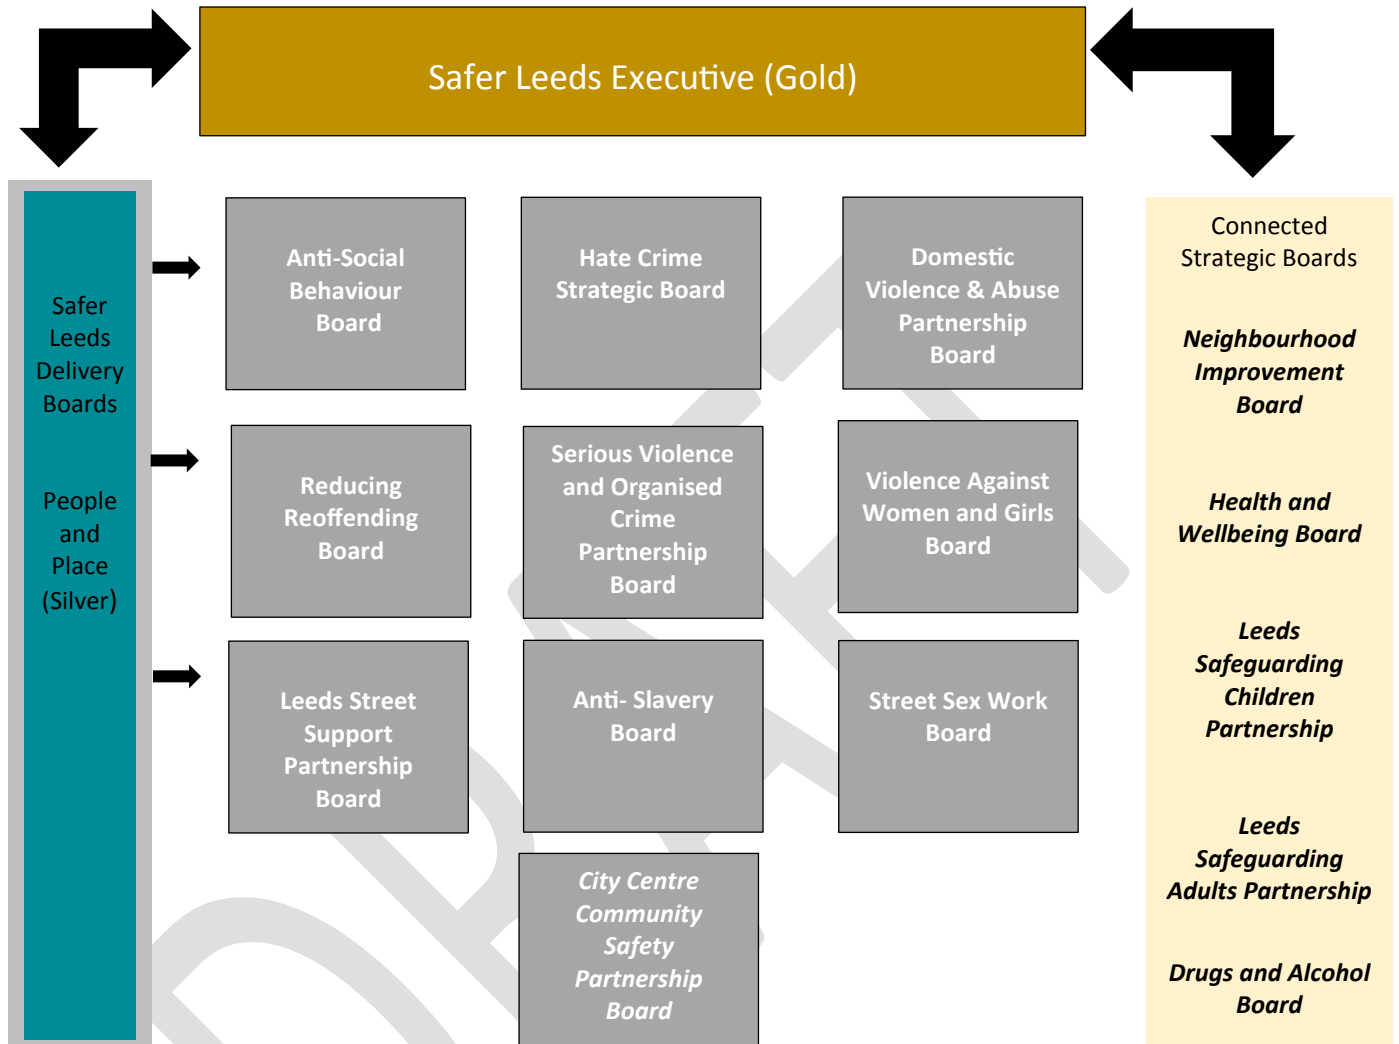 Safer Leeds Executive (Gold)
Safer
Leeds
Delivery
Boards
People
and
Place
(Silver)
Anti-Social
Behaviour
Board
Hate Crime
Strategic Board
Domestic
Violence & Abuse
Partnership
Board
Reducing
Reoffending
Board
Serious Violence
and Organised
Crime
Partnership
Board
Violence Against
Women and Girls
Board
Leeds Street
Support
Partnership
Board
Anti- Slavery
Board
Street Sex Work
Board
City Centre
Community
Safety
Partnership
Board
Connected
Strategic Boards
Neighbourhood
Improvement
Board
Health and
Wellbeing Board
Leeds
Safeguarding
Children
Partnership
Leeds
Safeguarding
Adults Partnership
Drugs and Alcohol
Board
DRAFT